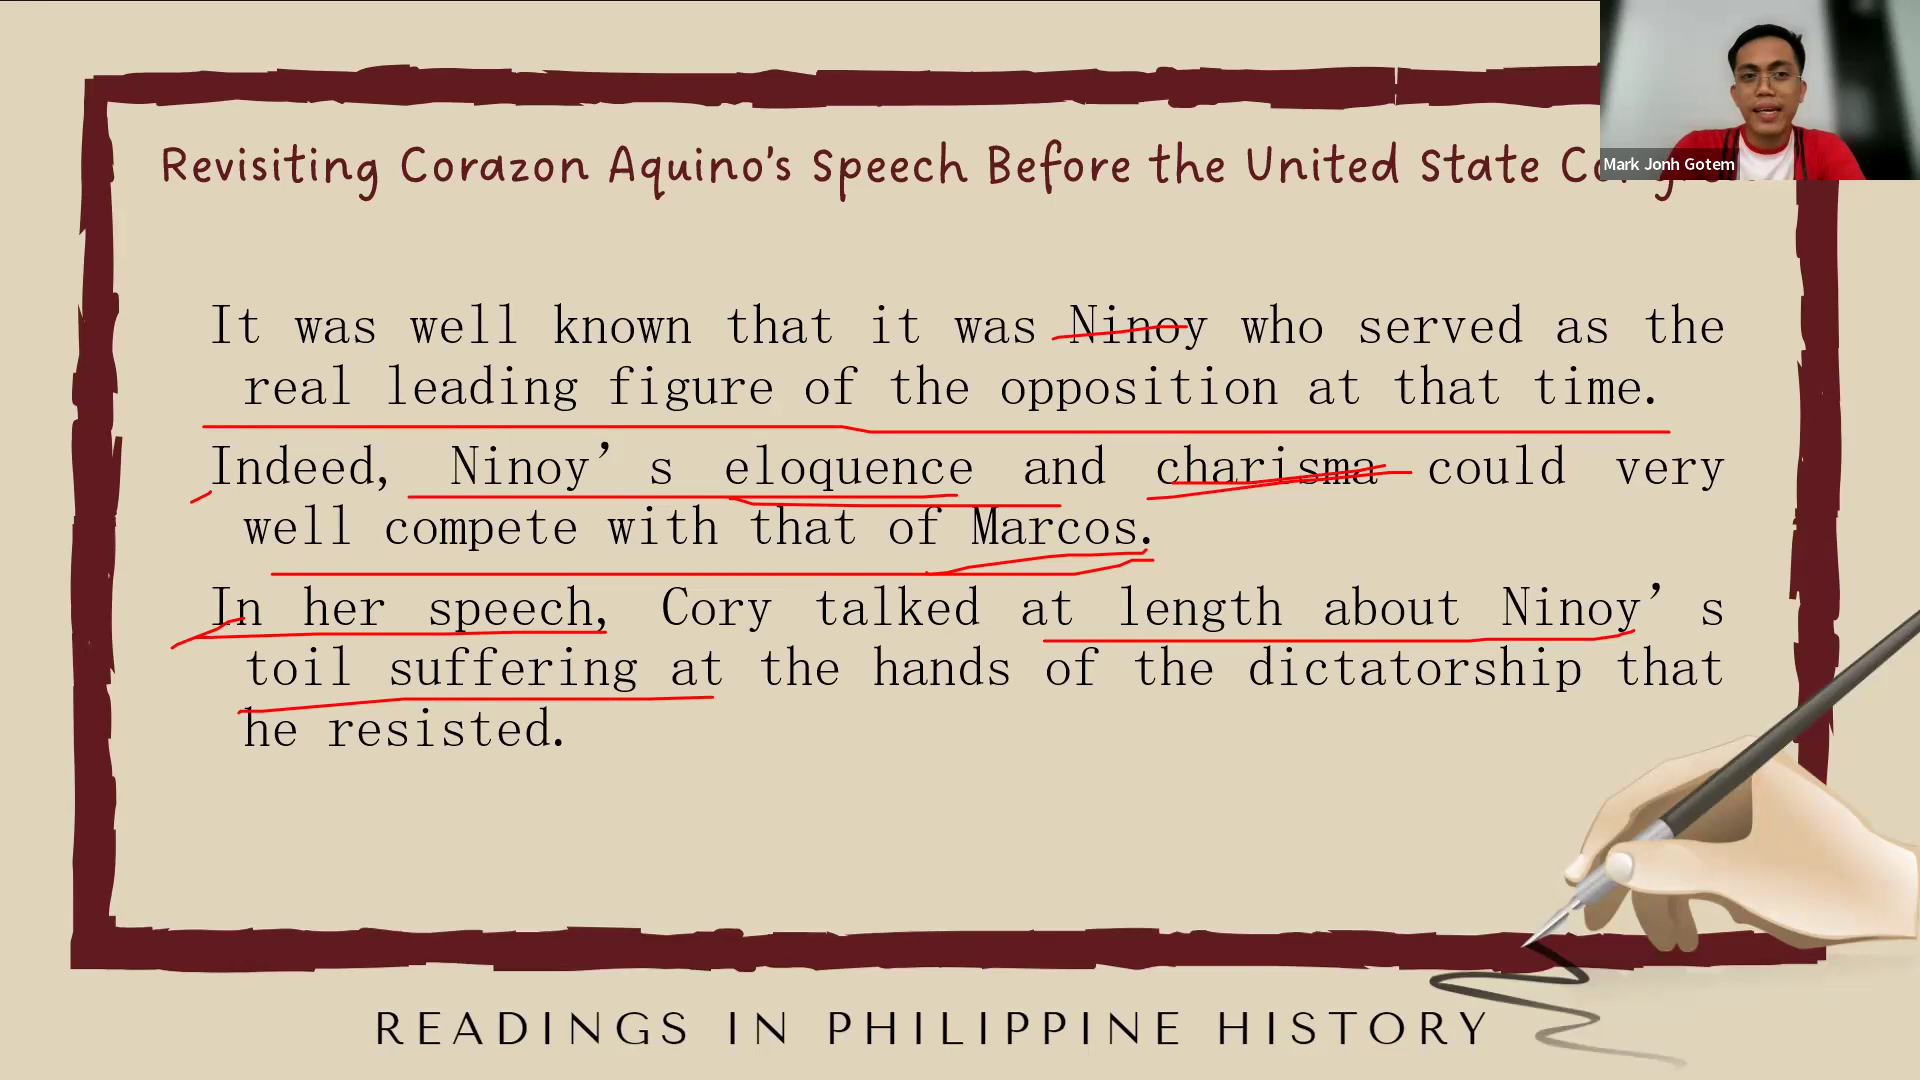 Mark Jonh Gotem
Revisiting Corazon Aquino's Speech Before the United State
It was well known that it was Ninoy who served as the
real leading figure of the opposition at that time.
Indeed, Ninoy's eloquence and charisma could very
well compete with that of Marcos.
In her speech, Cory talked at length about Ninoy's
toil suffering at the hands of the dictatorship that
he resisted.
READINGS IN PHILIPPINE HISTORY